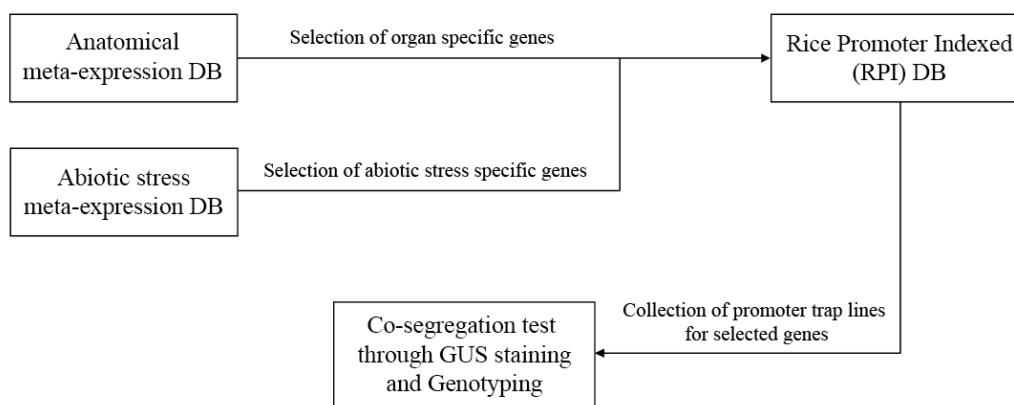 Anatomical
meta-expression DB
Selection of organ specific genes
Rice Promoter Indexed
(RPI) DB
Abiotic stress
meta-expression DB
Selection of abiotic stress specific genes
Collection of promoter trap lines
for selected genes
Co-segregation test
through GUS staining
and Genotyping